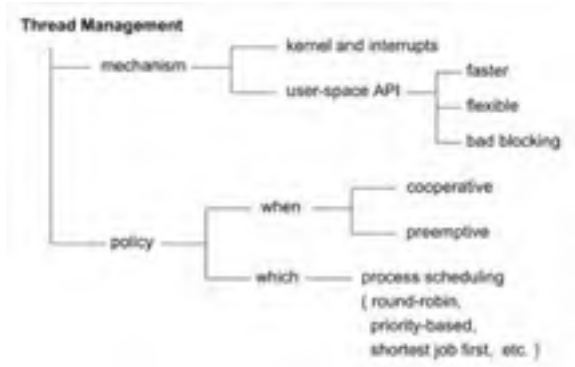 Thread Management
kernel and interrupts
mechanism
faster
user-space API
flexible
bad blocking
cooperative
when
preemptive
policy
which
process scheduling
( round-robin,
priority-based,
shortest job first, etc. )